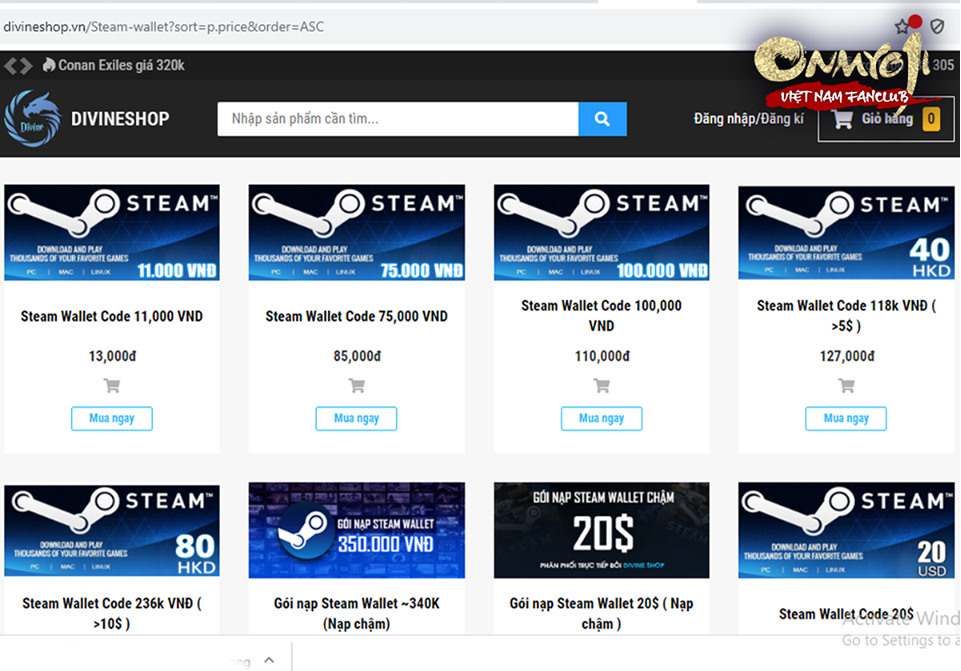 divineshop.vn/Steam-wallet?sort=p.price&order=ASC
ONMYOJI
VIỆT NAM FANCLUB
Conan Exiles giá 320k
305
Divine
DIVINESHOP
Nhập sản phẩm cần tìm...
Đăng nhập/Đăng kí
Giỏ hàng
0
STEAM™
DOWNLOAD AND PLAY
THOUSANDS OF YOUR FAVORITE GAMES
PC | MAC | LINUX
11.000 VNĐ
STEAM™
DOWNLOAD AND PLAY
THOUSANDS OF YOUR FAVORITE GAMES
PC | MAC | LINUX
75.000 VNĐ
STEAM™
DOWNLOAD AND PLAY
THOUSANDS OF YOUR FAVORITE GAMES
PC | MAC | LINUX
100.000 VNĐ
STEAM™
DOWNLOAD AND PLAY
THOUSANDS OF YOUR FAVORITE GAMES
PC | MAC | LINUX
40
HKD
Steam Wallet Code 11,000 VND
13,000đ
Mua ngay
Steam Wallet Code 75,000 VND
85,000đ
Mua ngay
Steam Wallet Code 100,000
VND
110,000đ
Mua ngay
Steam Wallet Code 118k VNĐ (
>5$ )
127,000đ
Mua ngay
STEAM™
DOWNLOAD AND PLAY
THOUSANDS OF YOUR FAVORITE GAMES
PC | MAC | LINUX
80
HKD
GÓI NẠP STEAM WALLET
350.000 VNĐ
GÓI NẠP STEAM WALLET CHẬM
20$
PHÂN PHỐI TRỰC TIẾP BỞI DIVINE SHOP
STEAM™
DOWNLOAD AND PLAY
THOUSANDS OF YOUR FAVORITE GAMES
PC | MAC | LINUX
20
USD
Steam Wallet Code 236k VNĐ (
>10$ )
Gói nạp Steam Wallet ~340K
(Nạp chậm)
Gói nạp Steam Wallet 20$ ( Nạp
chậm )
Steam Wallet Code 20$
Activate Wind
Go to Settings to a